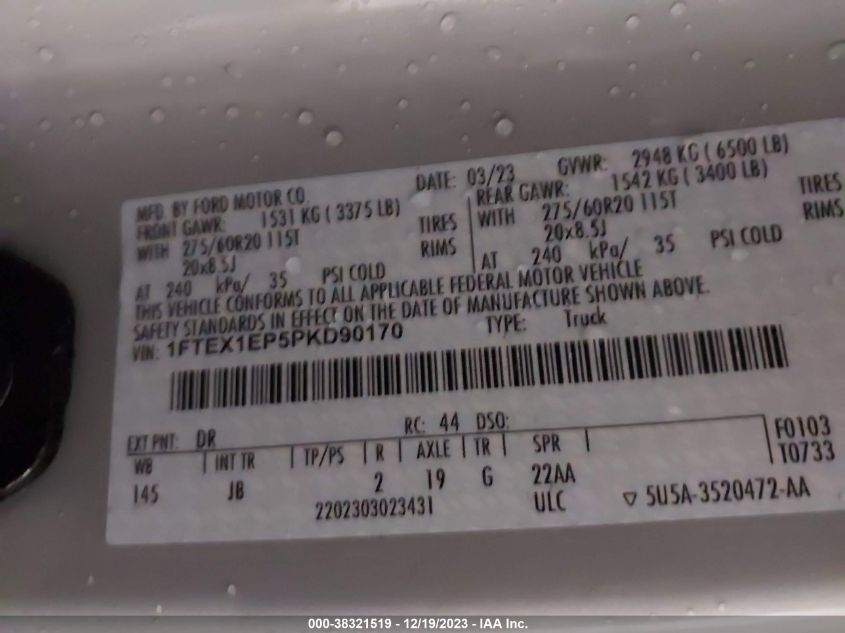 MFD. BY FORD MOTOR CO. DATE: 03/23 GVWR: 2948 KG ( 6500 LB)
FRONT GAWR: 1531 KG ( 3375 LB) REAR GAWR: 1542 KG ( 3400 LB)
WITH 275/60R20 115T TIRES WITH 275/60R20 115T TIRES
20x8.5J RIMS 20x8.5J RIMS
AT 240 kPa/ 35 PSI COLD AT 240 kPa/ 35 PSI COLD
THIS VEHICLE CONFORMS TO ALL APPLICABLE FEDERAL MOTOR VEHICLE
SAFETY STANDARDS IN EFFECT ON THE DATE OF MANUFACTURE SHOWN ABOVE.
VIN: 1FTEX1EP5PKD90170 TYPE: Truck
EXT PNT: DR RC: 44 DSO: F0103
WB INT TR TP/PS R AXLE TR SPR T0733
145 JB 2 19 G 22AA
2202303023431 ULC ▽ 5U5A-3520472-AA
000-38321519 - 12/19/2023 - IAA Inc.